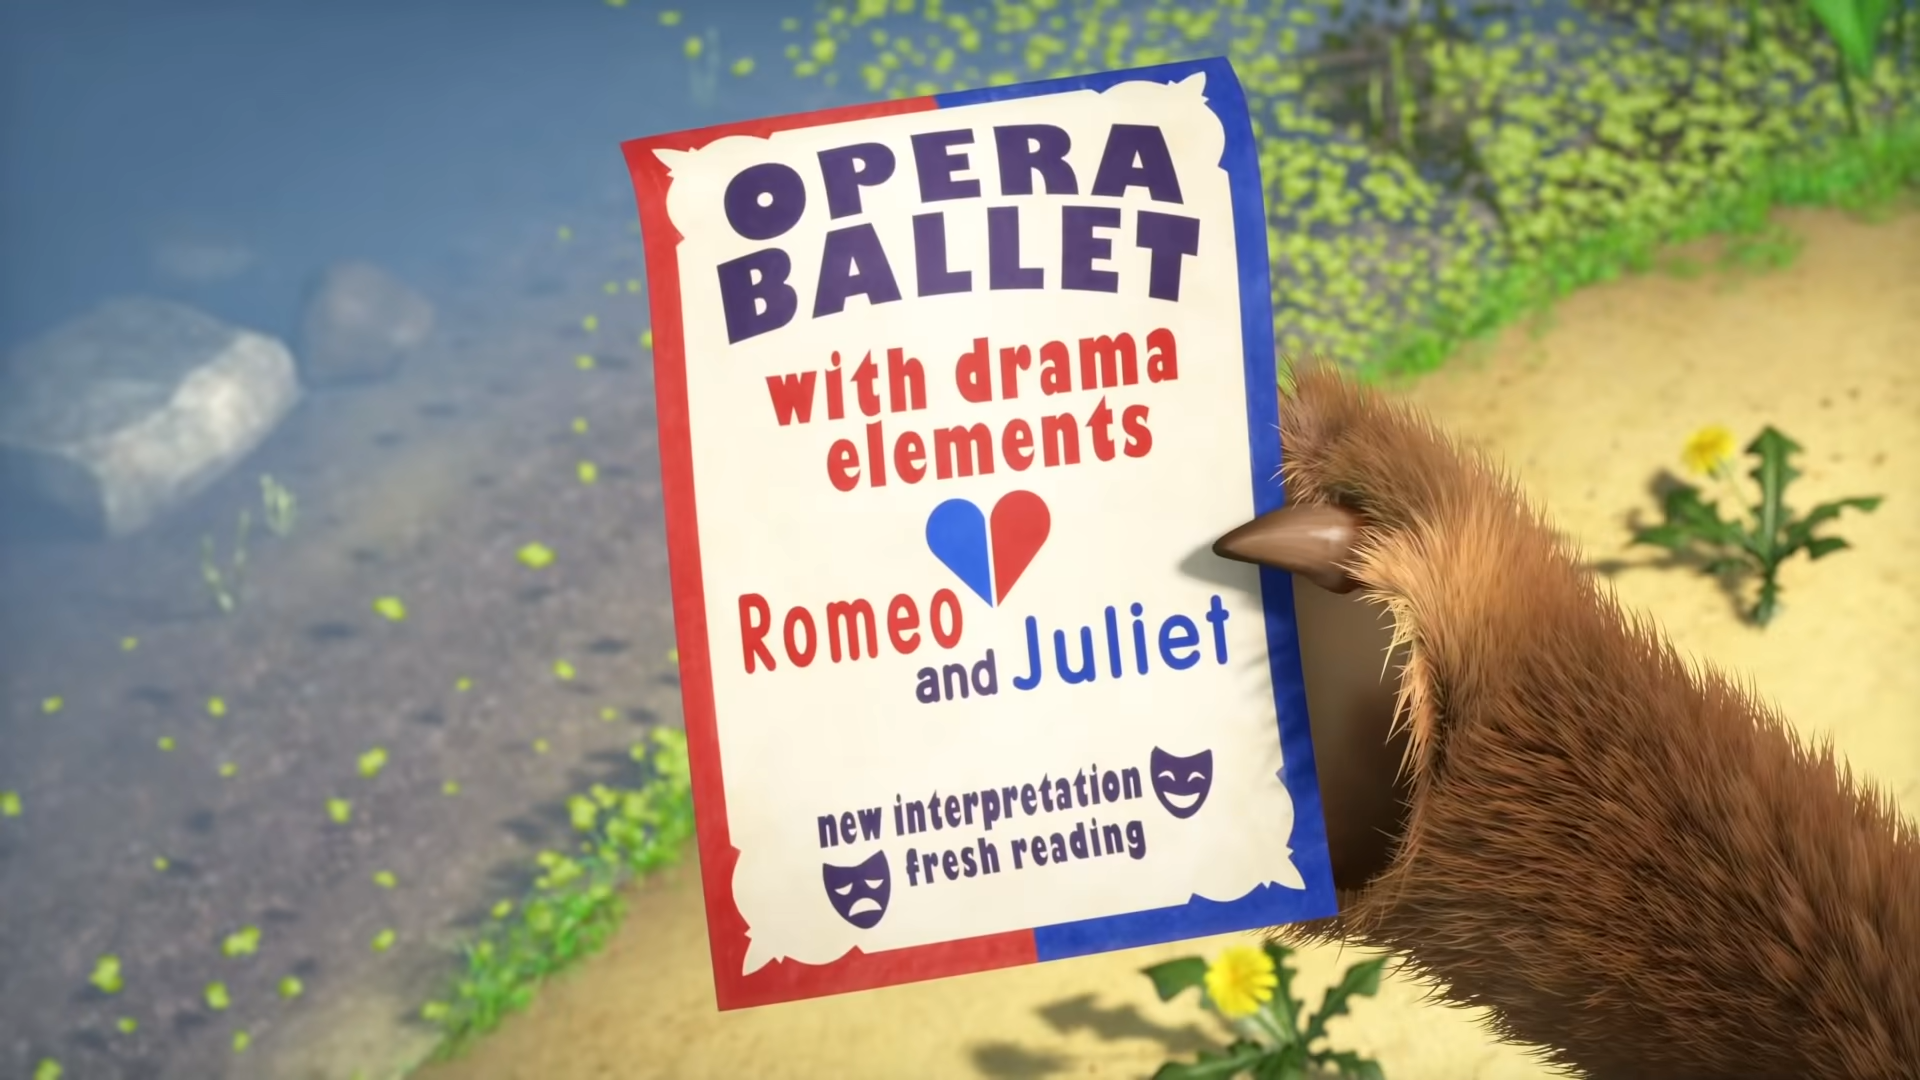 OPERA
BALLET
with drama
elements
Romeo
and Juliet
new interpretation
fresh reading